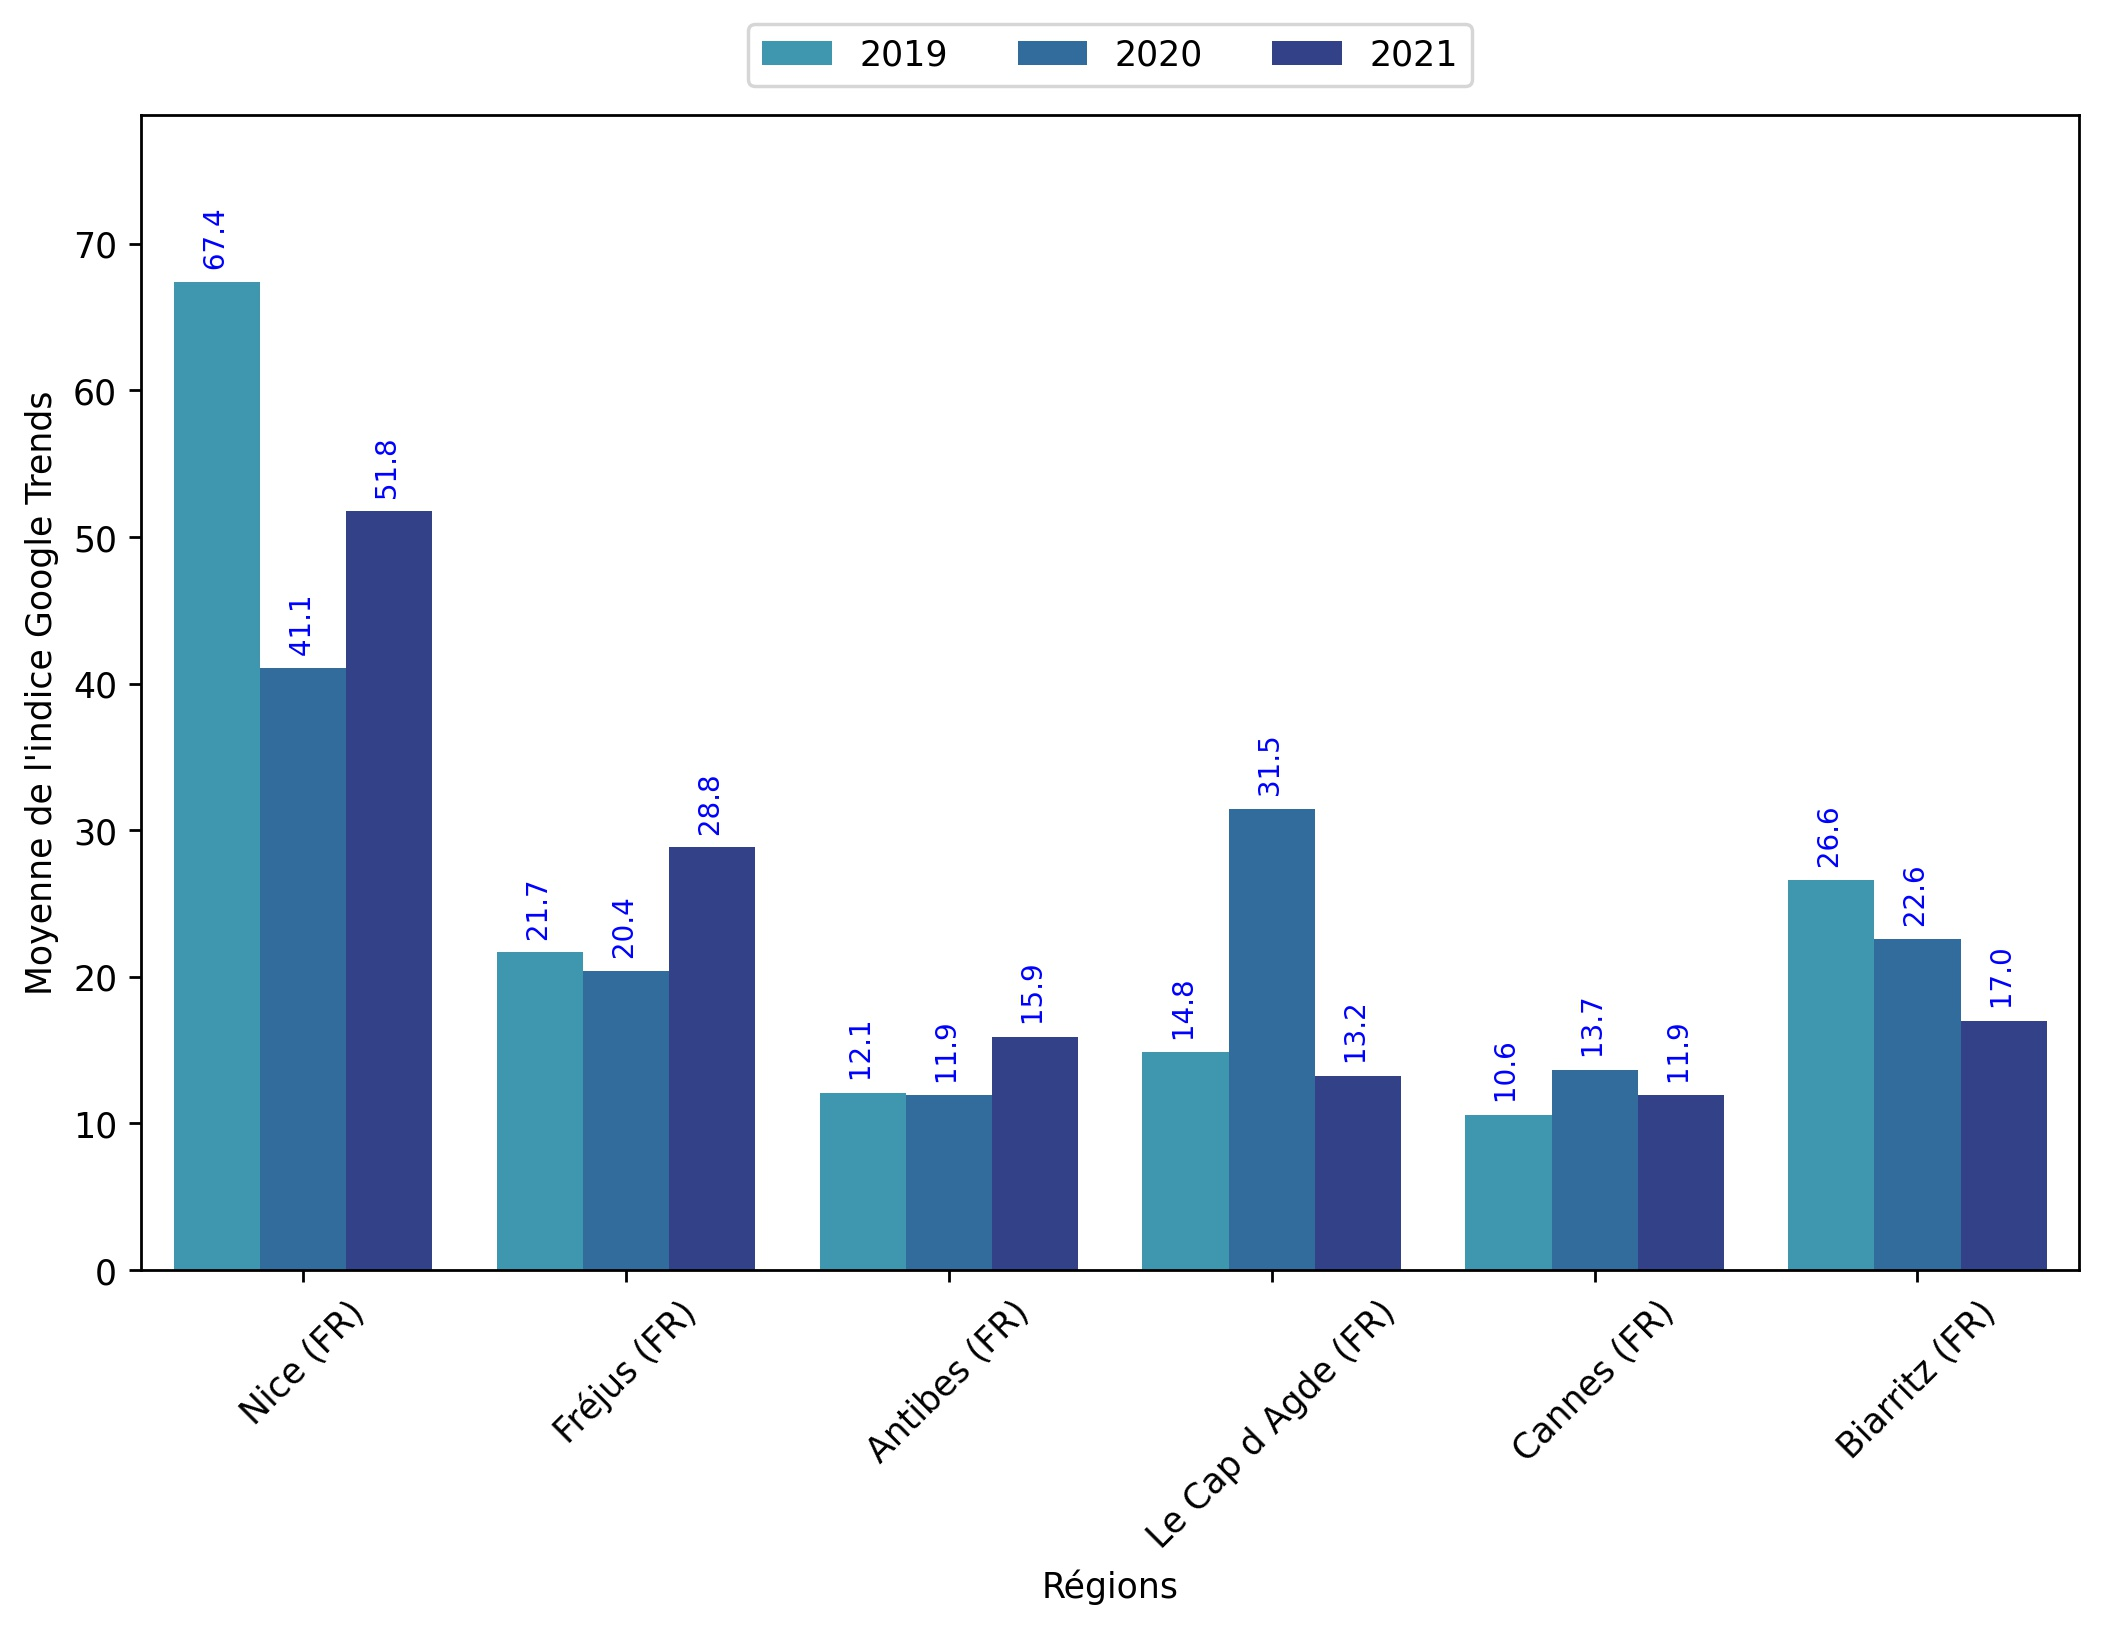 2019 2020 2021
Moyenne de l'indice Google Trends
70
60
50
40
30
20
10
0
67.4
41.1
51.8
21.7
20.4
28.8
12.1
11.9
15.9
14.8
31.5
13.2
10.6
13.7
11.9
26.6
22.6
17.0
Nice (FR)
Fréjus (FR)
Antibes (FR)
Le Cap d Agde (FR)
Cannes (FR)
Biarritz (FR)
Régions